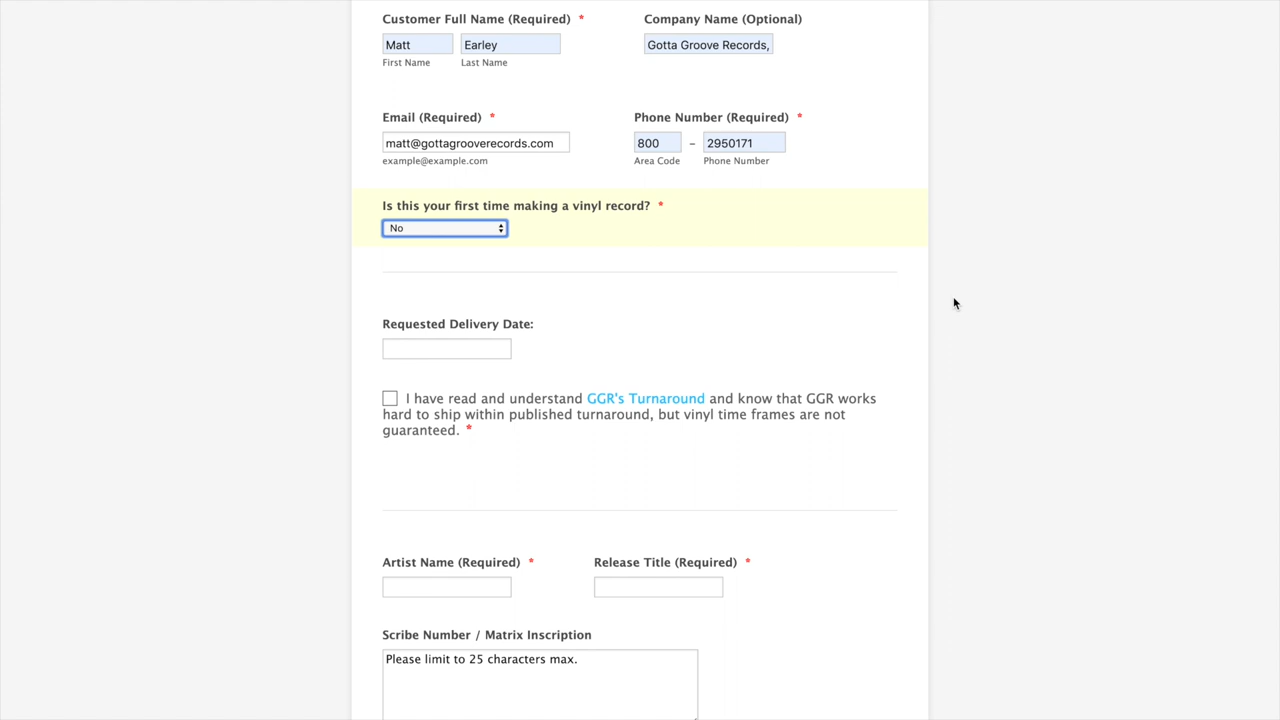 Customer Full Name (Required) * Company Name (Optional)
Matt Earley Gotta Groove Records,
First Name Last Name
Email (Required) * Phone Number (Required) *
matt@gottagrooverecords.com 800 – 2950171
example@example.com Area Code Phone Number
Is this your first time making a vinyl record? *
No
Requested Delivery Date:
I have read and understand GGR's Turnaround and know that GGR works
hard to ship within published turnaround, but vinyl time frames are not
guaranteed. *
Artist Name (Required) * Release Title (Required) *
Scribe Number / Matrix Inscription
Please limit to 25 characters max.